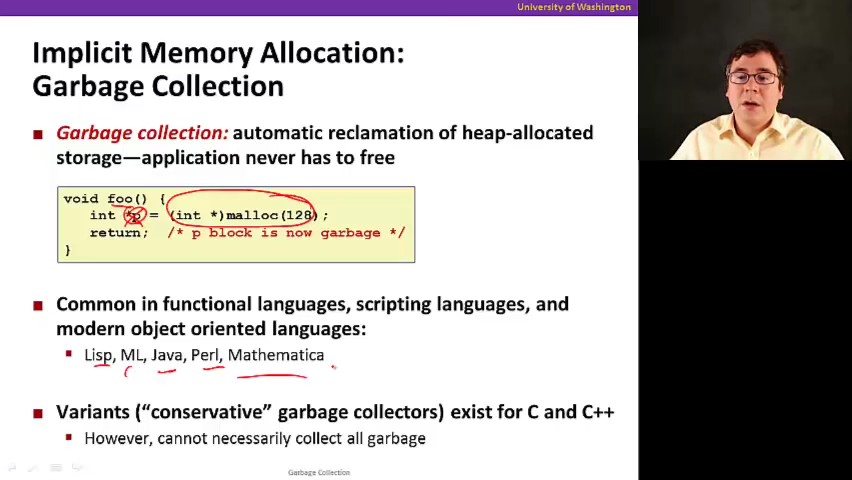 University of Washington
Implicit Memory Allocation:
Garbage Collection
Garbage collection: automatic reclamation of heap-allocated
storage—application never has to free
void foo() {
int *p = (int *)malloc(128);
return; /* p block is now garbage */
}
Common in functional languages, scripting languages, and
modern object oriented languages:
Lisp, ML, Java, Perl, Mathematica
Variants (“conservative” garbage collectors) exist for C and C++
However, cannot necessarily collect all garbage
Garbage Collection